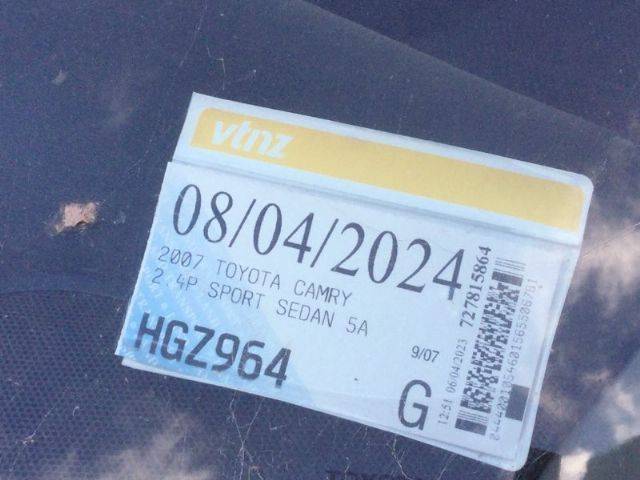 vtnz
08/04/2024
2007 TOYOTA CAMRY
2.4P SPORT SEDAN 5A
HGZ964
9/07
G
12:51 06/04/2023
727815864